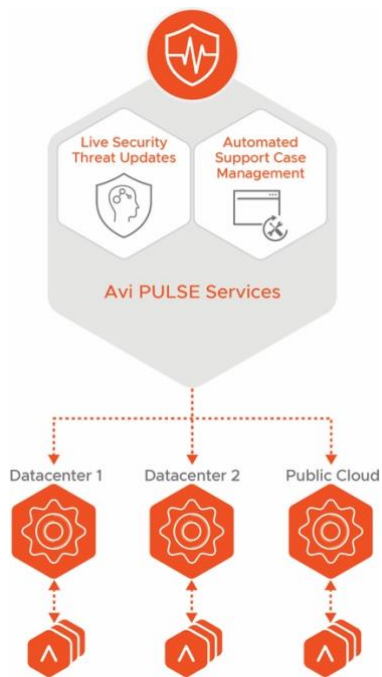 Live Security
Threat Updates
Automated
Support Case
Management
Avi PULSE Services
Datacenter 1
Datacenter 2
Public Cloud